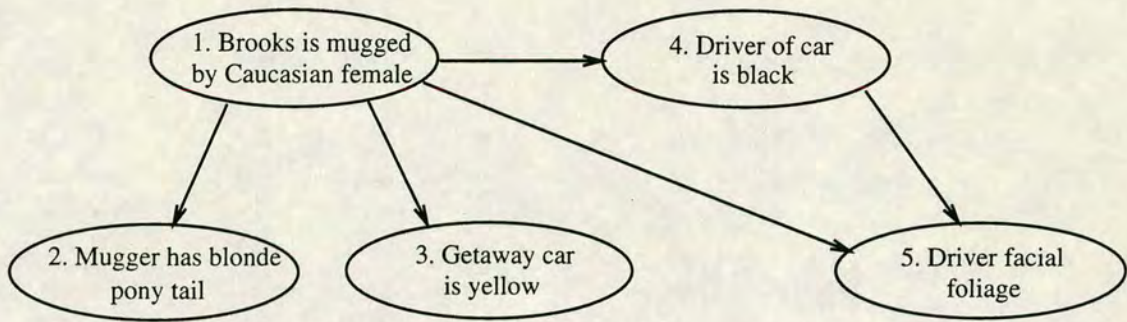 1. Brooks is mugged
by Caucasian female
4. Driver of car
is black
2. Mugger has blonde
pony tail
3. Getaway car
is yellow
5. Driver facial
foliage